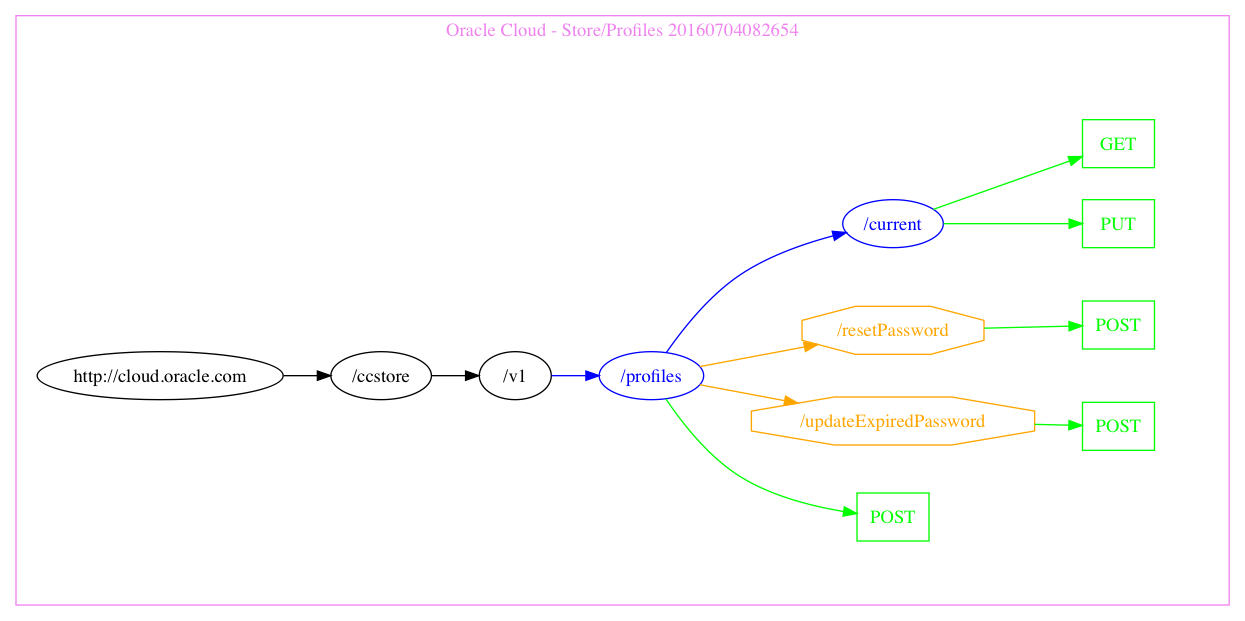 Oracle Cloud - Store/Profiles 20160704082654
http://cloud.oracle.com
/ccstore
/v1
/profiles
/current
GET
PUT
/resetPassword
POST
/updateExpiredPassword
POST
POST